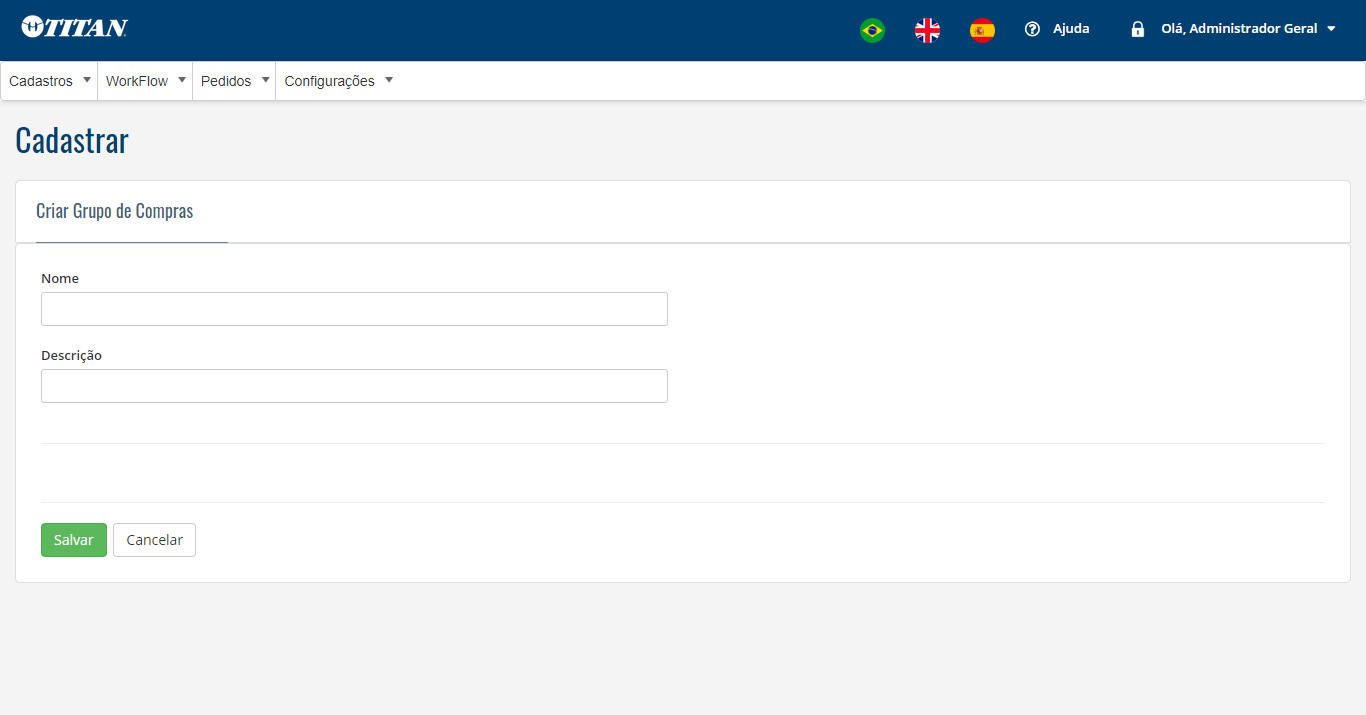 TITAN
Ajuda
Olá, Administrador Geral
Cadastros
WorkFlow
Pedidos
Configurações
Cadastrar
Criar Grupo de Compras
Nome
Descrição
Salvar
Cancelar